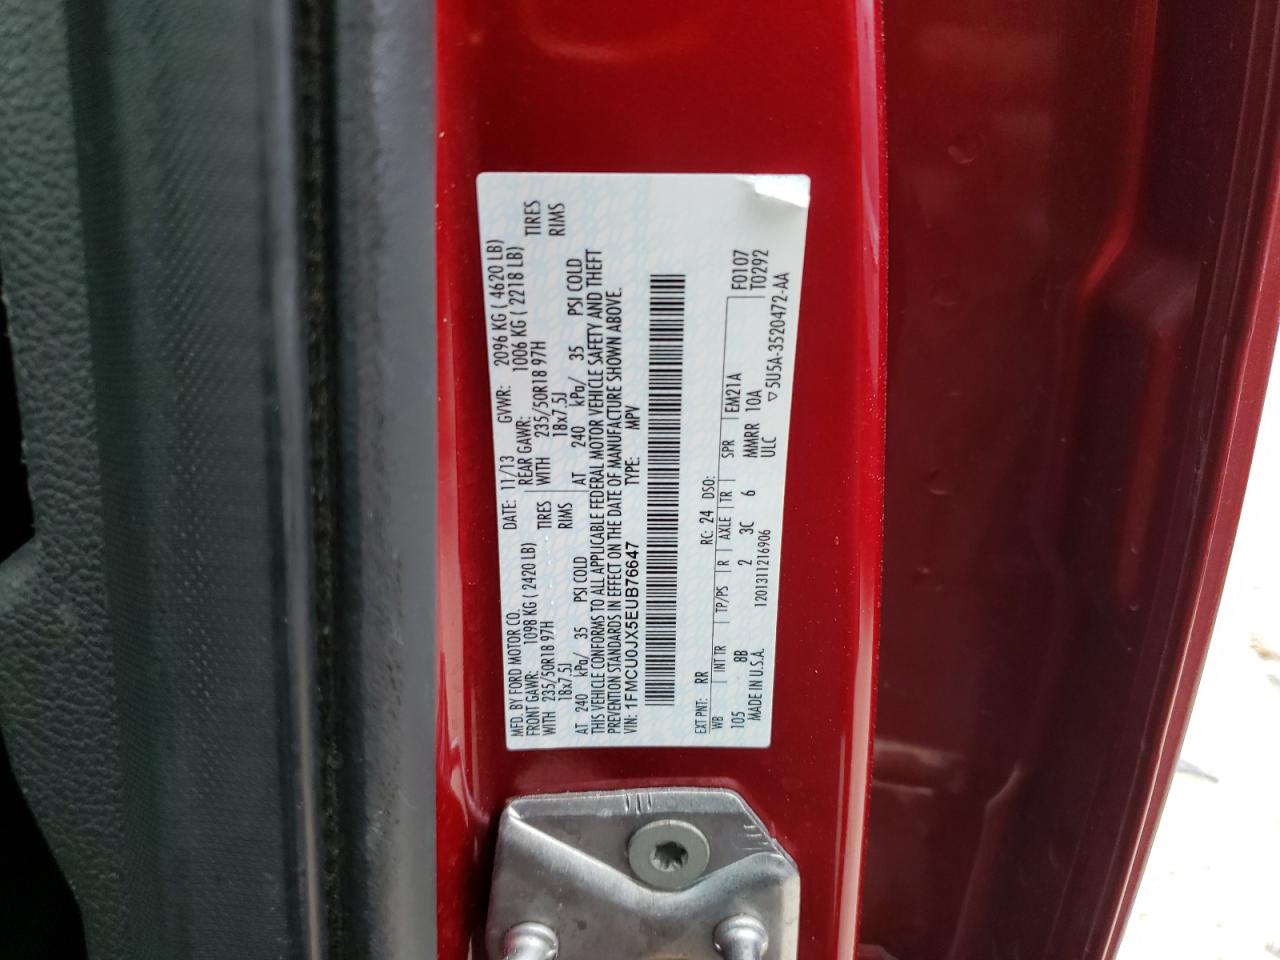 MFD. BY FORD MOTOR CO.
DATE: 11/13 GVWR: 2096 KG ( 4620 LB)
FRONT GAWR: 1098 KG ( 2420 LB) REAR GAWR: 1006 KG ( 2218 LB)
WITH 235/50R18 97H TIRES WITH 235/50R18 97H TIRES
18x7.5J RIMS 18x7.5J RIMS
AT 240 kPa/ 35 PSI COLD AT 240 kPa/ 35 PSI COLD
THIS VEHICLE CONFORMS TO ALL APPLICABLE FEDERAL MOTOR VEHICLE SAFETY AND THEFT
PREVENTION STANDARDS IN EFFECT ON THE DATE OF MANUFACTURE SHOWN ABOVE.
VIN: 1FMCU0JX5EUB76647 TYPE: MPV
EXT PNT: RR RC: 24 DSO: F0107
WB INT TR TP/PS R AXLE TR SPR EM21A T0292
105 8B 2 3C 6 MMRR 10A
MADE IN U.S.A. 1201311216906 ULC ▽5U5A-3520472-AA